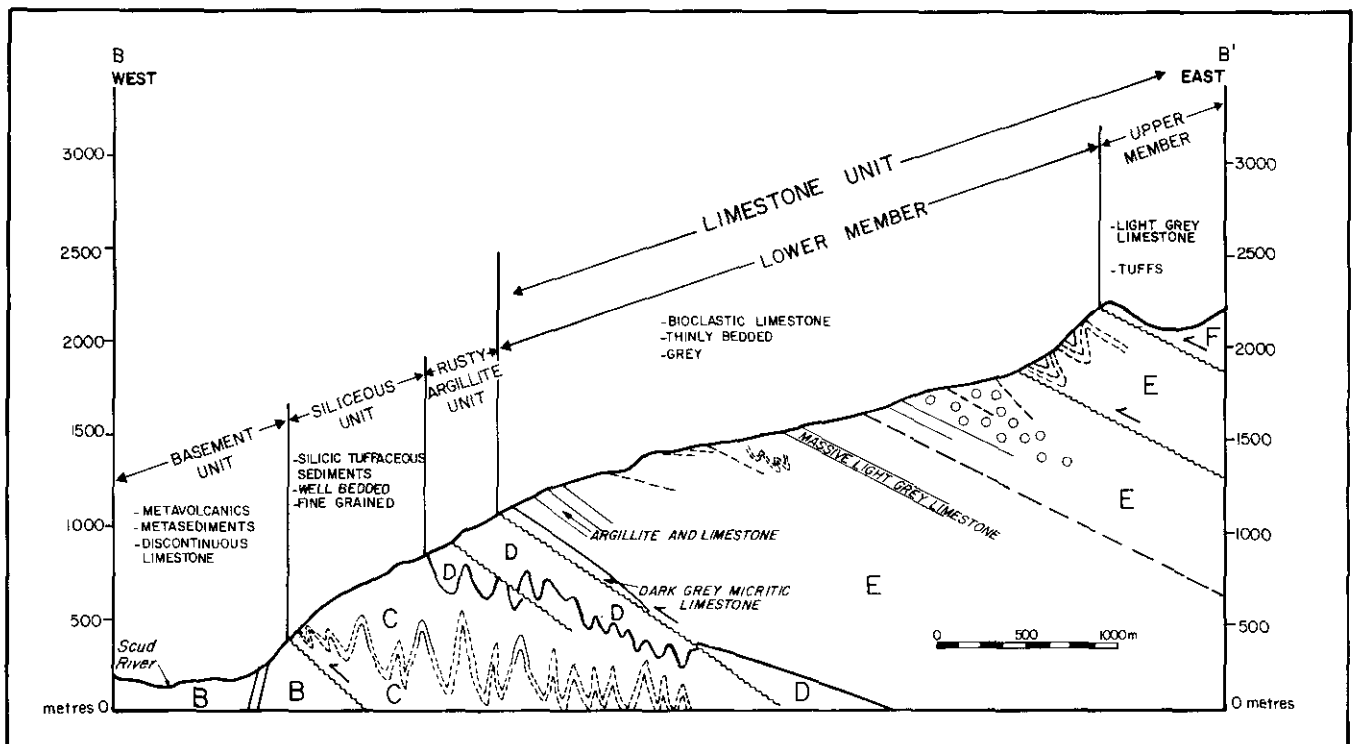 B
WEST
B'
EAST
3000
2500
2000
1500
1000
500
metres 0
3000
2500
2000
1500
1000
500
0 metres
LIMESTONE UNIT
LOWER MEMBER
UPPER
MEMBER
-LIGHT GREY
LIMESTONE
-TUFFS
-BIOCLASTIC LIMESTONE
-THINLY BEDDED
-GREY
RUSTY
ARGILLITE
UNIT
SILICEOUS
UNIT
-SILICIC TUFFACEOUS
SEDIMENTS
-WELL BEDDED
-FINE GRAINED
BASEMENT
UNIT
-METAVOLCANICS
-METASEDIMENTS
-DISCONTINUOUS
LIMESTONE
F
E
E
E
MASSIVE LIGHT GREY LIMESTONE
ARGILLITE AND LIMESTONE
DARK GREY MICRITIC
LIMESTONE
D
D
D
D
C
C
B
B
Scud
River
0 500 1000m